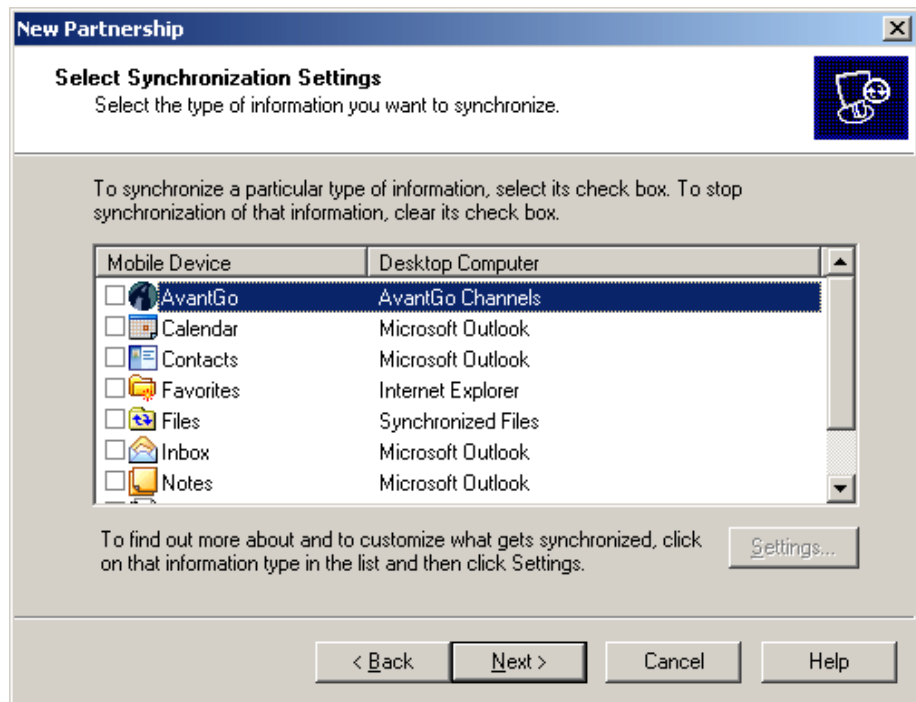 New Partnership
Select Synchronization Settings
Select the type of information you want to synchronize.
To synchronize a particular type of information, select its check box. To stop
synchronization of that information, clear its check box.
Mobile Device Desktop Computer
AvantGo AvantGo Channels
Calendar Microsoft Outlook
Contacts Microsoft Outlook
Favorites Internet Explorer
Files Synchronized Files
Inbox Microsoft Outlook
Notes Microsoft Outlook
To find out more about and to customize what gets synchronized, click
on that information type in the list and then click Settings.
Settings...
< Back Next > Cancel Help